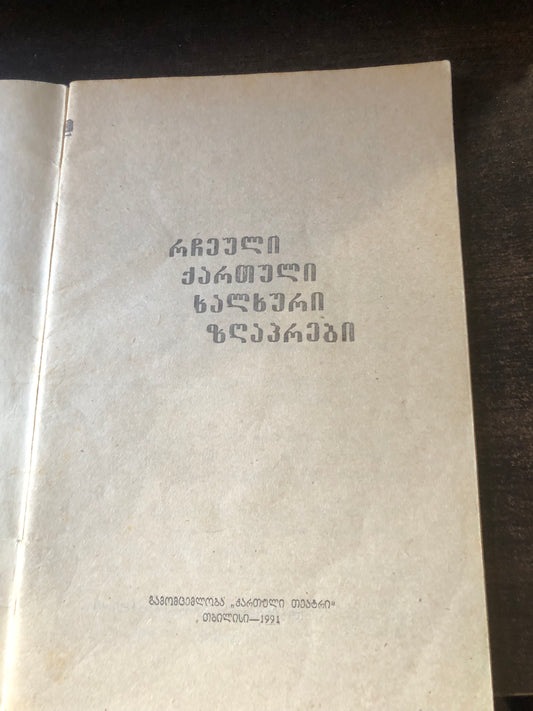 რჩეული
ქართული
ხალხური
ზღაპრები
გამომცემლობა „ქართული თეატრი“
თბილისი—1991